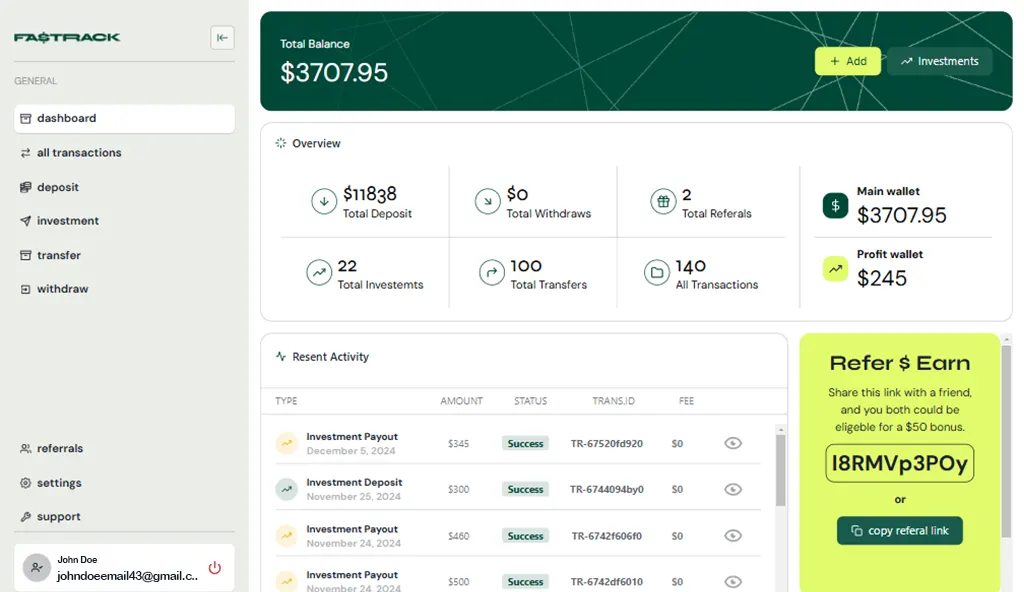 FA$TRACK
GENERAL
dashboard
all transactions
deposit
investment
transfer
withdraw
referrals
settings
support
John Doe
johndoeemail43@gmail.c..
Total Balance
$3707.95
+ Add
Investments
Overview
$11838
Total Deposit
$0
Total Withdraws
2
Total Referals
22
Total Investemts
100
Total Transfers
140
All Transactions
$
Main wallet
$3707.95
Profit wallet
$245
Resent Activity
TYPE AMOUNT STATUS TRANS.ID FEE
Investment Payout
December 5, 2024
$345 Success TR-67520fd920 $0
Investment Deposit
November 25, 2024
$300 Success TR-6744094by0 $0
Investment Payout
November 24, 2024
$460 Success TR-6742f606f0 $0
Investment Payout
November 24, 2024
$500 Success TR-6742df6010 $0
Refer $ Earn
Share this link with a friend,
and you both could be
eligeble for a $50 bonus.
I8RMVp3POy
or
copy referal link